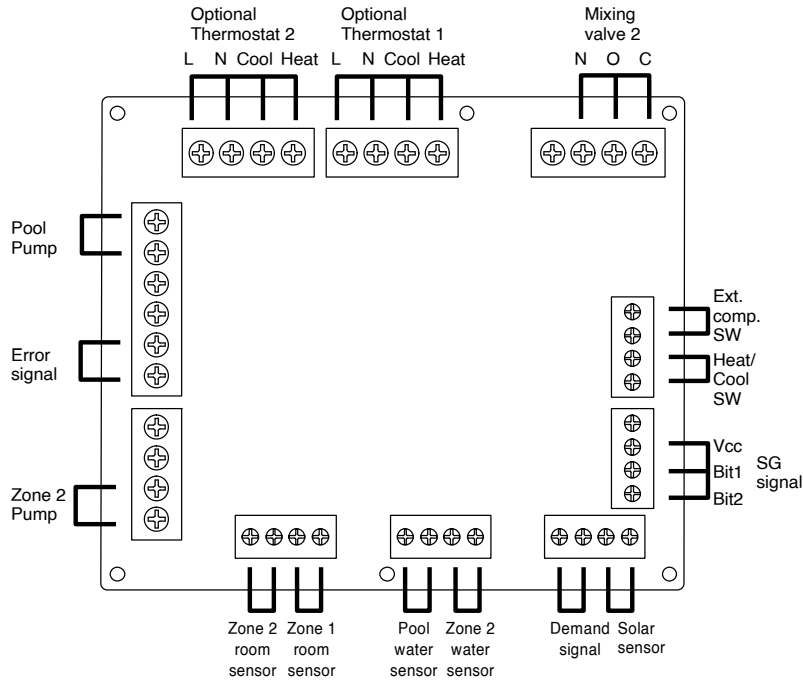 Optional
Thermostat 2
L N Cool Heat
Optional
Thermostat 1
L N Cool Heat
Mixing
valve 2
N O C
Pool
Pump
Error
signal
Zone 2
Pump
Ext.
comp.
SW
Heat/
Cool
SW
Vcc
Bit1
Bit2
SG
signal
Zone 2
room
sensor
Zone 1
room
sensor
Pool
water
sensor
Zone 2
water
sensor
Demand
signal
Solar
sensor